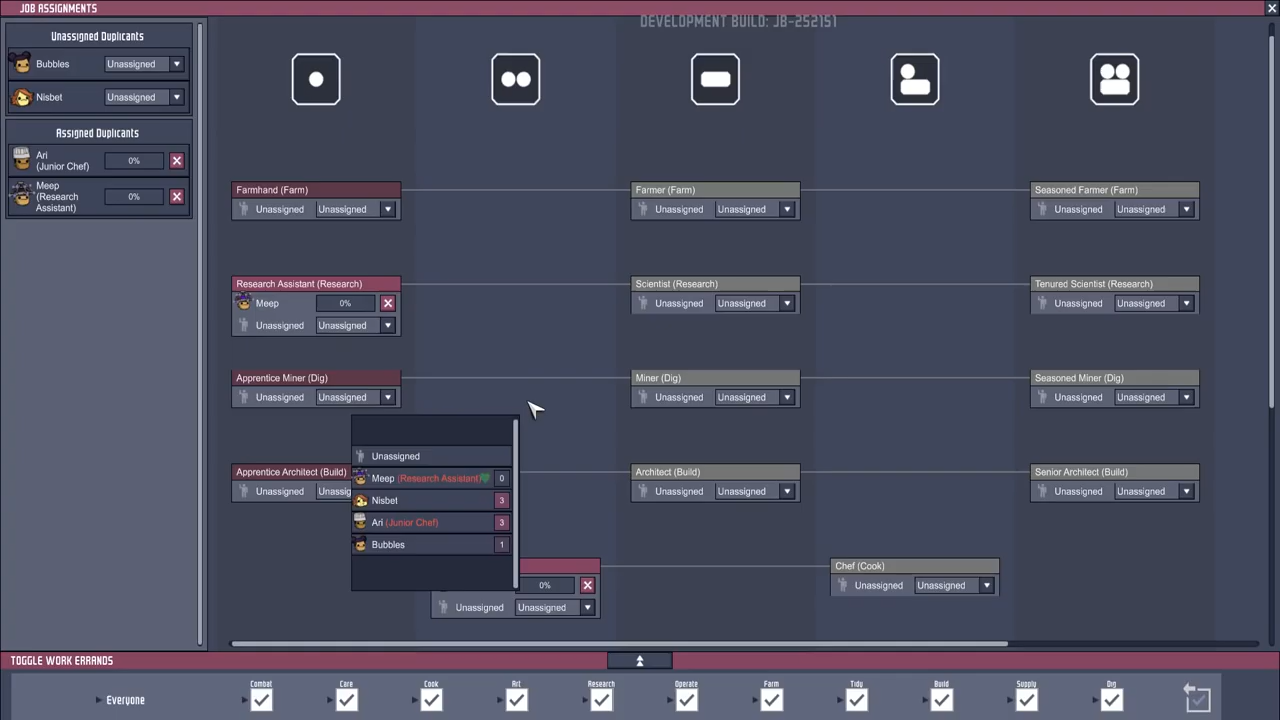 JOB ASSIGNMENTS
DEVELOPMENT BUILD: JB-252151
Unassigned Duplicants
Bubbles Unassigned
Nisbet Unassigned
Assigned Duplicants
Ari
(Junior Chef) 0%
Meep
(Research
Assistant) 0%
Farmhand (Farm) Farmer (Farm) Seasoned Farmer (Farm)
Unassigned Unassigned Unassigned Unassigned Unassigned Unassigned
Research Assistant (Research) Scientist (Research) Tenured Scientist (Research)
Meep 0% Unassigned Unassigned Unassigned Unassigned
Unassigned Unassigned
Apprentice Miner (Dig) Miner (Dig) Seasoned Miner (Dig)
Unassigned Unassigned Unassigned Unassigned Unassigned Unassigned
Unassigned
Apprentice Architect (Build) Architect (Build) Senior Architect (Build)
Meep (Research Assistant) 0
Unassigned Unassig Unassigned Unassigned Unassigned Unassigned
Nisbet 3
Ari (Junior Chef) 3
Bubbles 1
Chef (Cook)
0% Unassigned Unassigned
Unassigned Unassigned
TOGGLE WORK ERRANDS
Combat Care Cook Art Research Operate Farm Tidy Build Supply Dig
Everyone